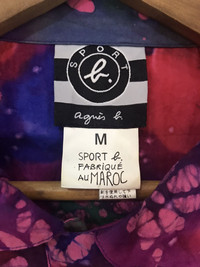 SPORT
b.
agnès b.
M
SPORT b.
FABRIQUÉ
AU MAROC